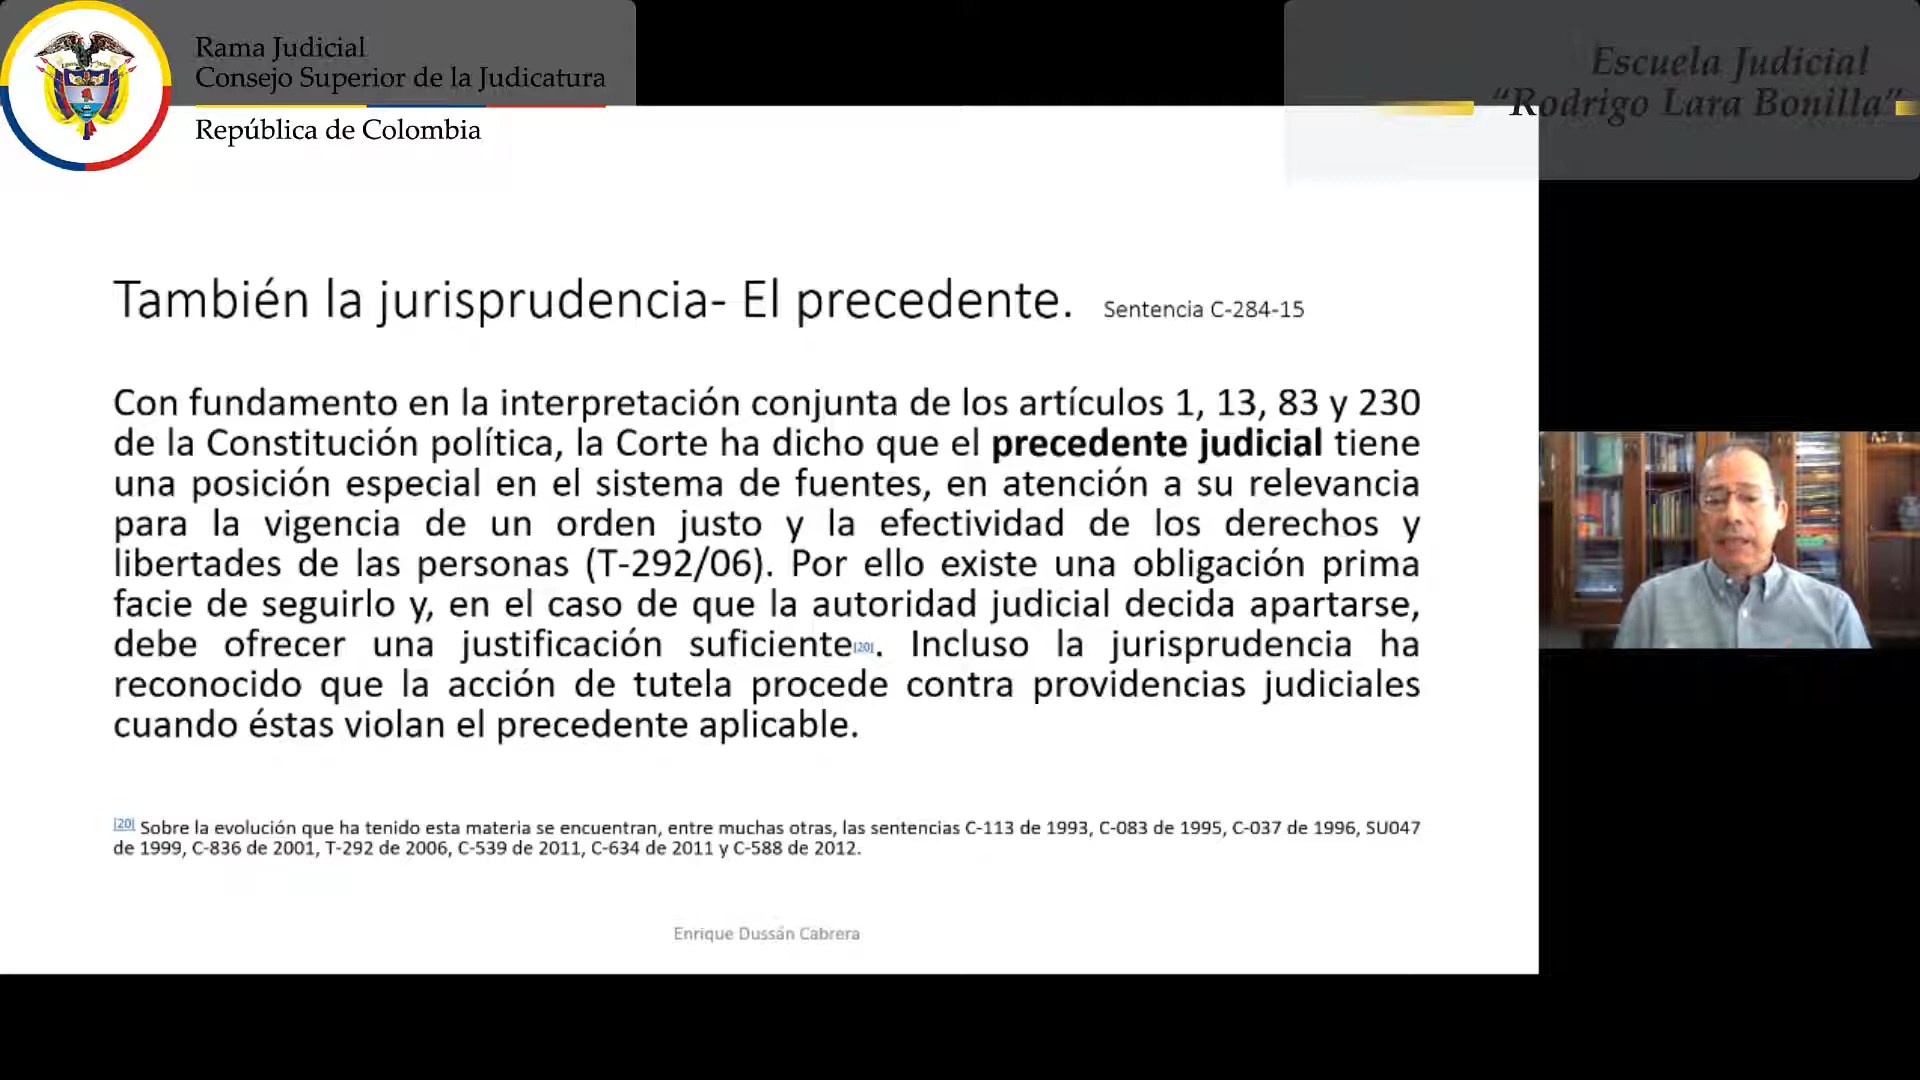 Rama Judicial
Consejo Superior de la Judicatura
República de Colombia
Escuela Judicial
“Rodrigo Lara Bonilla”
También la jurisprudencia- El precedente. Sentencia C-284-15
Con fundamento en la interpretación conjunta de los artículos 1, 13, 83 y 230
de la Constitución política, la Corte ha dicho que el precedente judicial tiene
una posición especial en el sistema de fuentes, en atención a su relevancia
para la vigencia de un orden justo y la efectividad de los derechos y
libertades de las personas (T-292/06). Por ello existe una obligación prima
facie de seguirlo y, en el caso de que la autoridad judicial decida apartarse,
debe ofrecer una justificación suficiente[20]. Incluso la jurisprudencia ha
reconocido que la acción de tutela procede contra providencias judiciales
cuando éstas violan el precedente aplicable.
[20] Sobre la evolución que ha tenido esta materia se encuentran, entre muchas otras, las sentencias C-113 de 1993, C-083 de 1995, C-037 de 1996, SU047
de 1999, C-836 de 2001, T-292 de 2006, C-539 de 2011, C-634 de 2011 y C-588 de 2012.
Enrique Dussán Cabrera